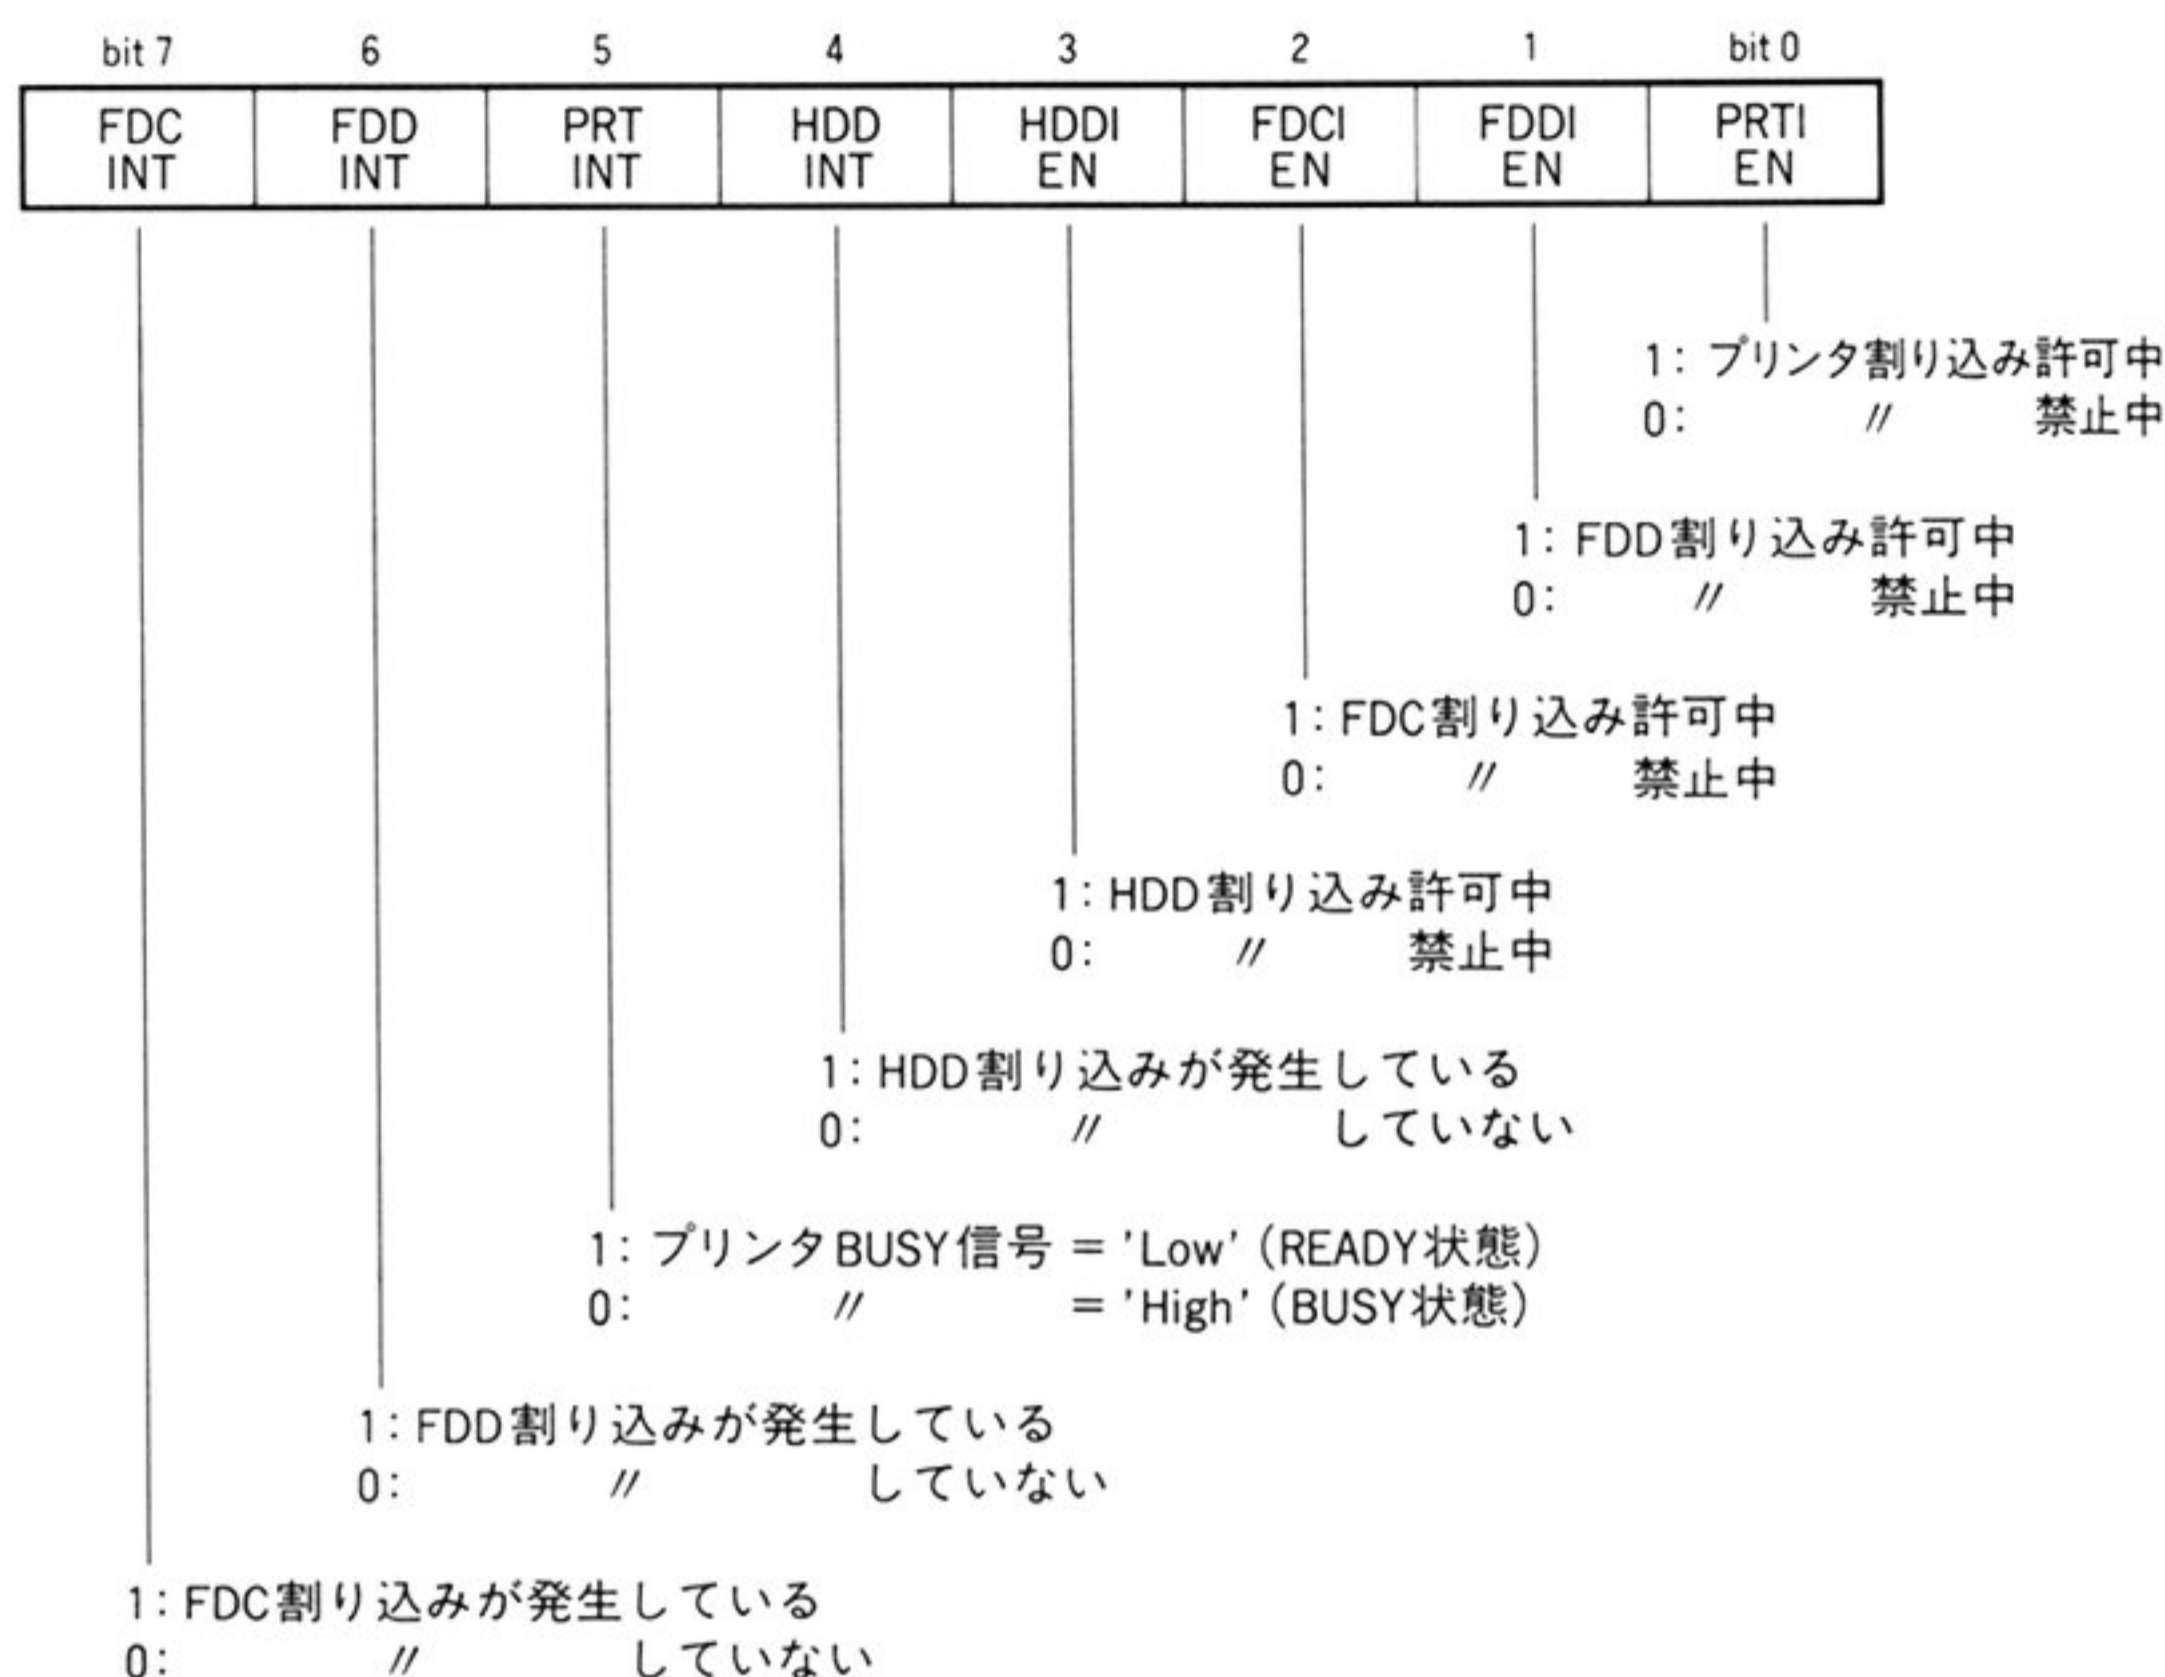 bit 7 6 5 4 3 2 1 bit 0
FDC INT
FDD INT
PRT INT
HDD INT
HDDI EN
FDCI EN
FDDI EN
PRTI EN
1: プリンタ割り込み許可中
0: 〃 禁止中
1: FDD割り込み許可中
0: 〃 禁止中
1: FDC割り込み許可中
0: 〃 禁止中
1: HDD割り込み許可中
0: 〃 禁止中
1: HDD割り込みが発生している
0: 〃 していない
1: プリンタBUSY信号 = 'Low' (READY状態)
0: 〃 = 'High' (BUSY状態)
1: FDD割り込みが発生している
0: 〃 していない
1: FDC割り込みが発生している
0: 〃 していない